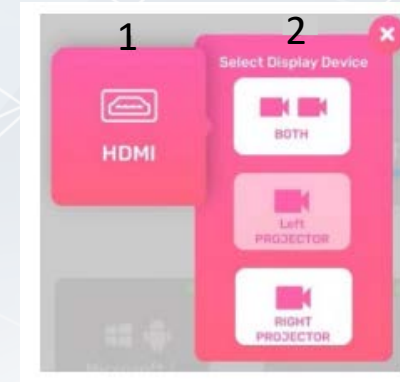 1
2
Select Display Device
HDMI
BOTH
Left
PROJECTOR
RIGHT
PROJECTOR